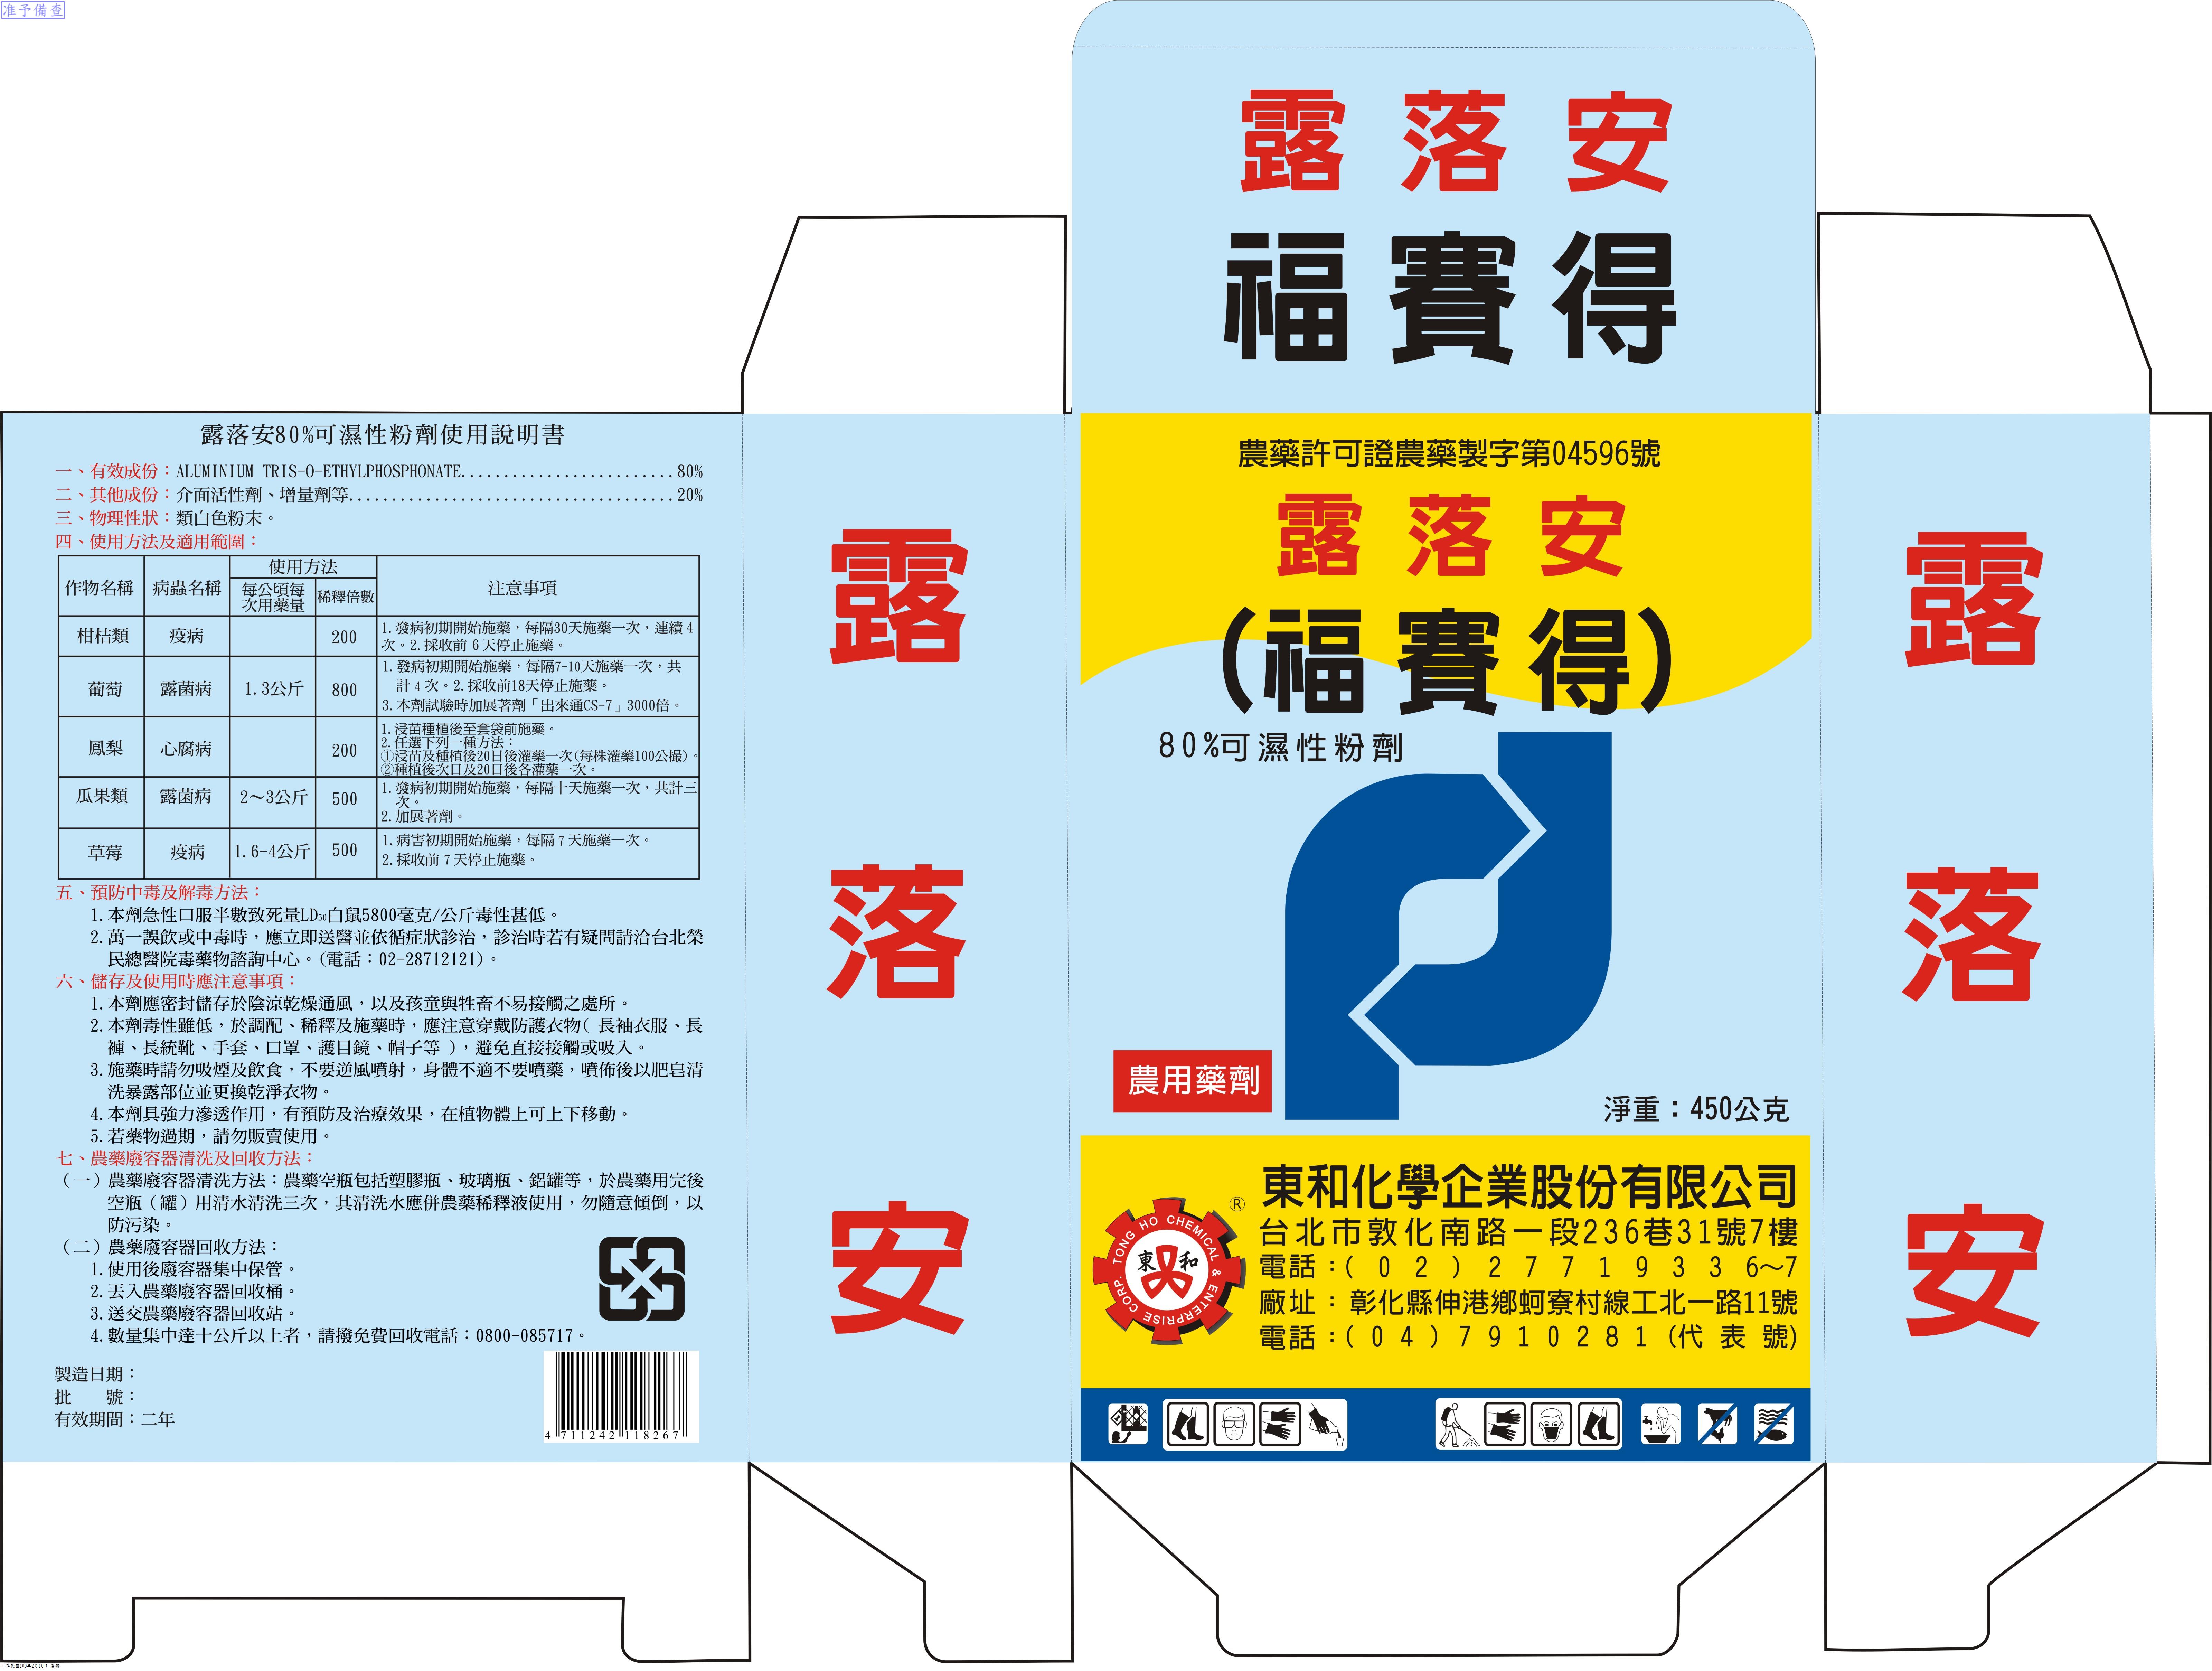 准予備查
露落安
福賽得
露落安80%可濕性粉劑使用說明書
一、有效成份：ALUMINIUM TRIS-O-ETHYLPHOSPHONATE.........................80%
二、其他成份：介面活性劑、增量劑等......................................20%
三、物理性狀：類白色粉末。
四、使用方法及適用範圍：
作物名稱 病蟲名稱 使用方法 注意事項
每公頃每次用藥量 稀釋倍數
柑桔類 疫病 200 1.發病初期開始施藥，每隔30天施藥一次，連續4
次。2.採收前 6 天停止施藥。
葡萄 露菌病 1.3公斤 800 1.發病初期開始施藥，每隔7-10天施藥一次，共
計 4 次。2.採收前18天停止施藥。
3.本劑試驗時加展著劑「出來通CS-7」3000倍。
鳳梨 心腐病 200 1.浸苗種植後至套袋前施藥。
2.任選下列一種方法：
①浸苗及種植後20日後灌藥一次(每株灌藥100公撮)。
②種植後次日及20日後各灌藥一次。
瓜果類 露菌病 2～3公斤 500 1.發病初期開始施藥，每隔十天施藥一次，共計三
次。
2.加展著劑。
草莓 疫病 1.6-4公斤 500 1.病害初期開始施藥，每隔 7 天施藥一次。
2.採收前 7 天停止施藥。
五、預防中毒及解毒方法：
1.本劑急性口服半數致死量LD50白鼠5800毫克/公斤毒性甚低。
2.萬一誤飲或中毒時，應立即送醫並依循症狀診治，診治時若有疑問請洽台北榮
民總醫院毒藥物諮詢中心。(電話：02-28712121)。
六、儲存及使用時應注意事項：
1.本劑應密封儲存於陰涼乾燥通風，以及孩童與牲畜不易接觸之處所。
2.本劑毒性雖低，於調配、稀釋及施藥時，應注意穿戴防護衣物( 長袖衣服、長
褲、長統靴、手套、口罩、護目鏡、帽子等 )，避免直接接觸或吸入。
3.施藥時請勿吸煙及飲食，不要逆風噴射，身體不適不要噴藥，噴佈後以肥皂清
洗暴露部位並更換乾淨衣物。
4.本劑具強力滲透作用，有預防及治療效果，在植物體上可上下移動。
5.若藥物過期，請勿販賣使用。
七、農藥廢容器清洗及回收方法：
（一）農藥廢容器清洗方法：農藥空瓶包括塑膠瓶、玻璃瓶、鋁罐等，於農藥用完後
空瓶（罐）用清水清洗三次，其清洗水應併農藥稀釋液使用，勿隨意傾倒，以
防污染。
（二）農藥廢容器回收方法：
1.使用後廢容器集中保管。
2.丟入農藥廢容器回收桶。
3.送交農藥廢容器回收站。
4.數量集中達十公斤以上者，請撥免費回收電話：0800-085717。
製造日期：
批　　號：
有效期間：二年
4 711242 118267
露
落
安
農藥許可證農藥製字第04596號
露落安
(福賽得)
80%可濕性粉劑
農用藥劑
淨重：450公克
®
TONG HO CHEMICAL & ENTERPRISE CORP.
東 和
東和化學企業股份有限公司
台北市敦化南路一段236巷31號7樓
電話：(02)27719336～7
廠址：彰化縣伸港鄉蚵寮村線工北一路11號
電話：(04)7910281(代表號)
露
落
安